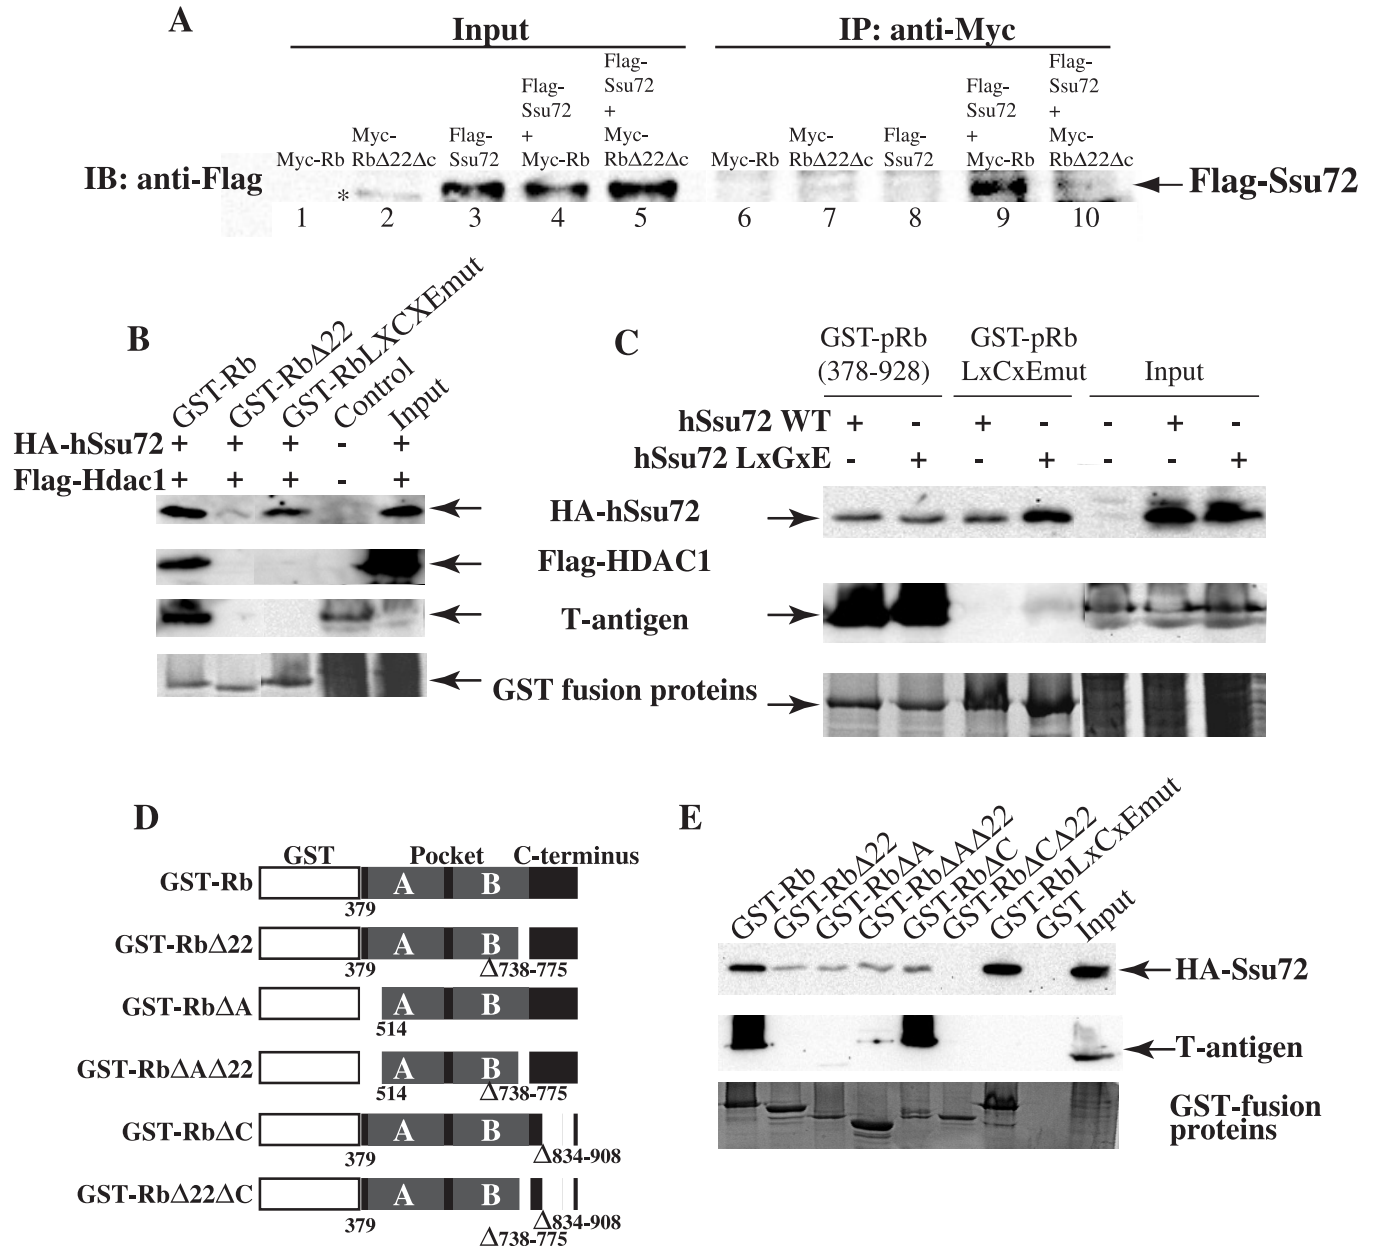 A
Input
IP: anti-Myc
Myc-Rb
Myc-
RbΔ22Δc
Flag-
Ssu72
Flag-
Ssu72
+
Myc-Rb
Flag-
Ssu72
+
Myc-
RbΔ22Δc
Myc-Rb
Myc-
RbΔ22Δc
Flag-
Ssu72
Flag-
Ssu72
+
Myc-Rb
Flag-
Ssu72
+
Myc-
RbΔ22Δc
IB: anti-Flag
*
Flag-Ssu72
1 2 3 4 5 6 7 8 9 10
B
GST-Rb
GST-RbΔ22
GST-RbLXCXEmut
Control
Input
HA-hSsu72 + + + - +
Flag-Hdac1 + + + - +
C
GST-pRb
(378-928)
GST-pRb
LxCxEmut
Input
hSsu72 WT + - + - - + -
hSsu72 LxGxE - + - + - - +
HA-hSsu72
Flag-HDAC1
T-antigen
GST fusion proteins
D
GST Pocket C-terminus
GST-Rb A B
379
GST-RbΔ22 A B
379 Δ738-775
GST-RbΔA A B
514
GST-RbΔAΔ22 A B
514 Δ738-775
GST-RbΔC A B
379 Δ834-908
GST-RbΔ22ΔC A B
379 Δ834-908
Δ738-775
E
GST-Rb
GST-RbΔ22
GST-RbΔA
GST-RbΔAΔ22
GST-RbΔC
GST-RbΔCΔ22
GST-RbLxCxEmut
GST
Input
HA-Ssu72
T-antigen
GST-fusion
proteins